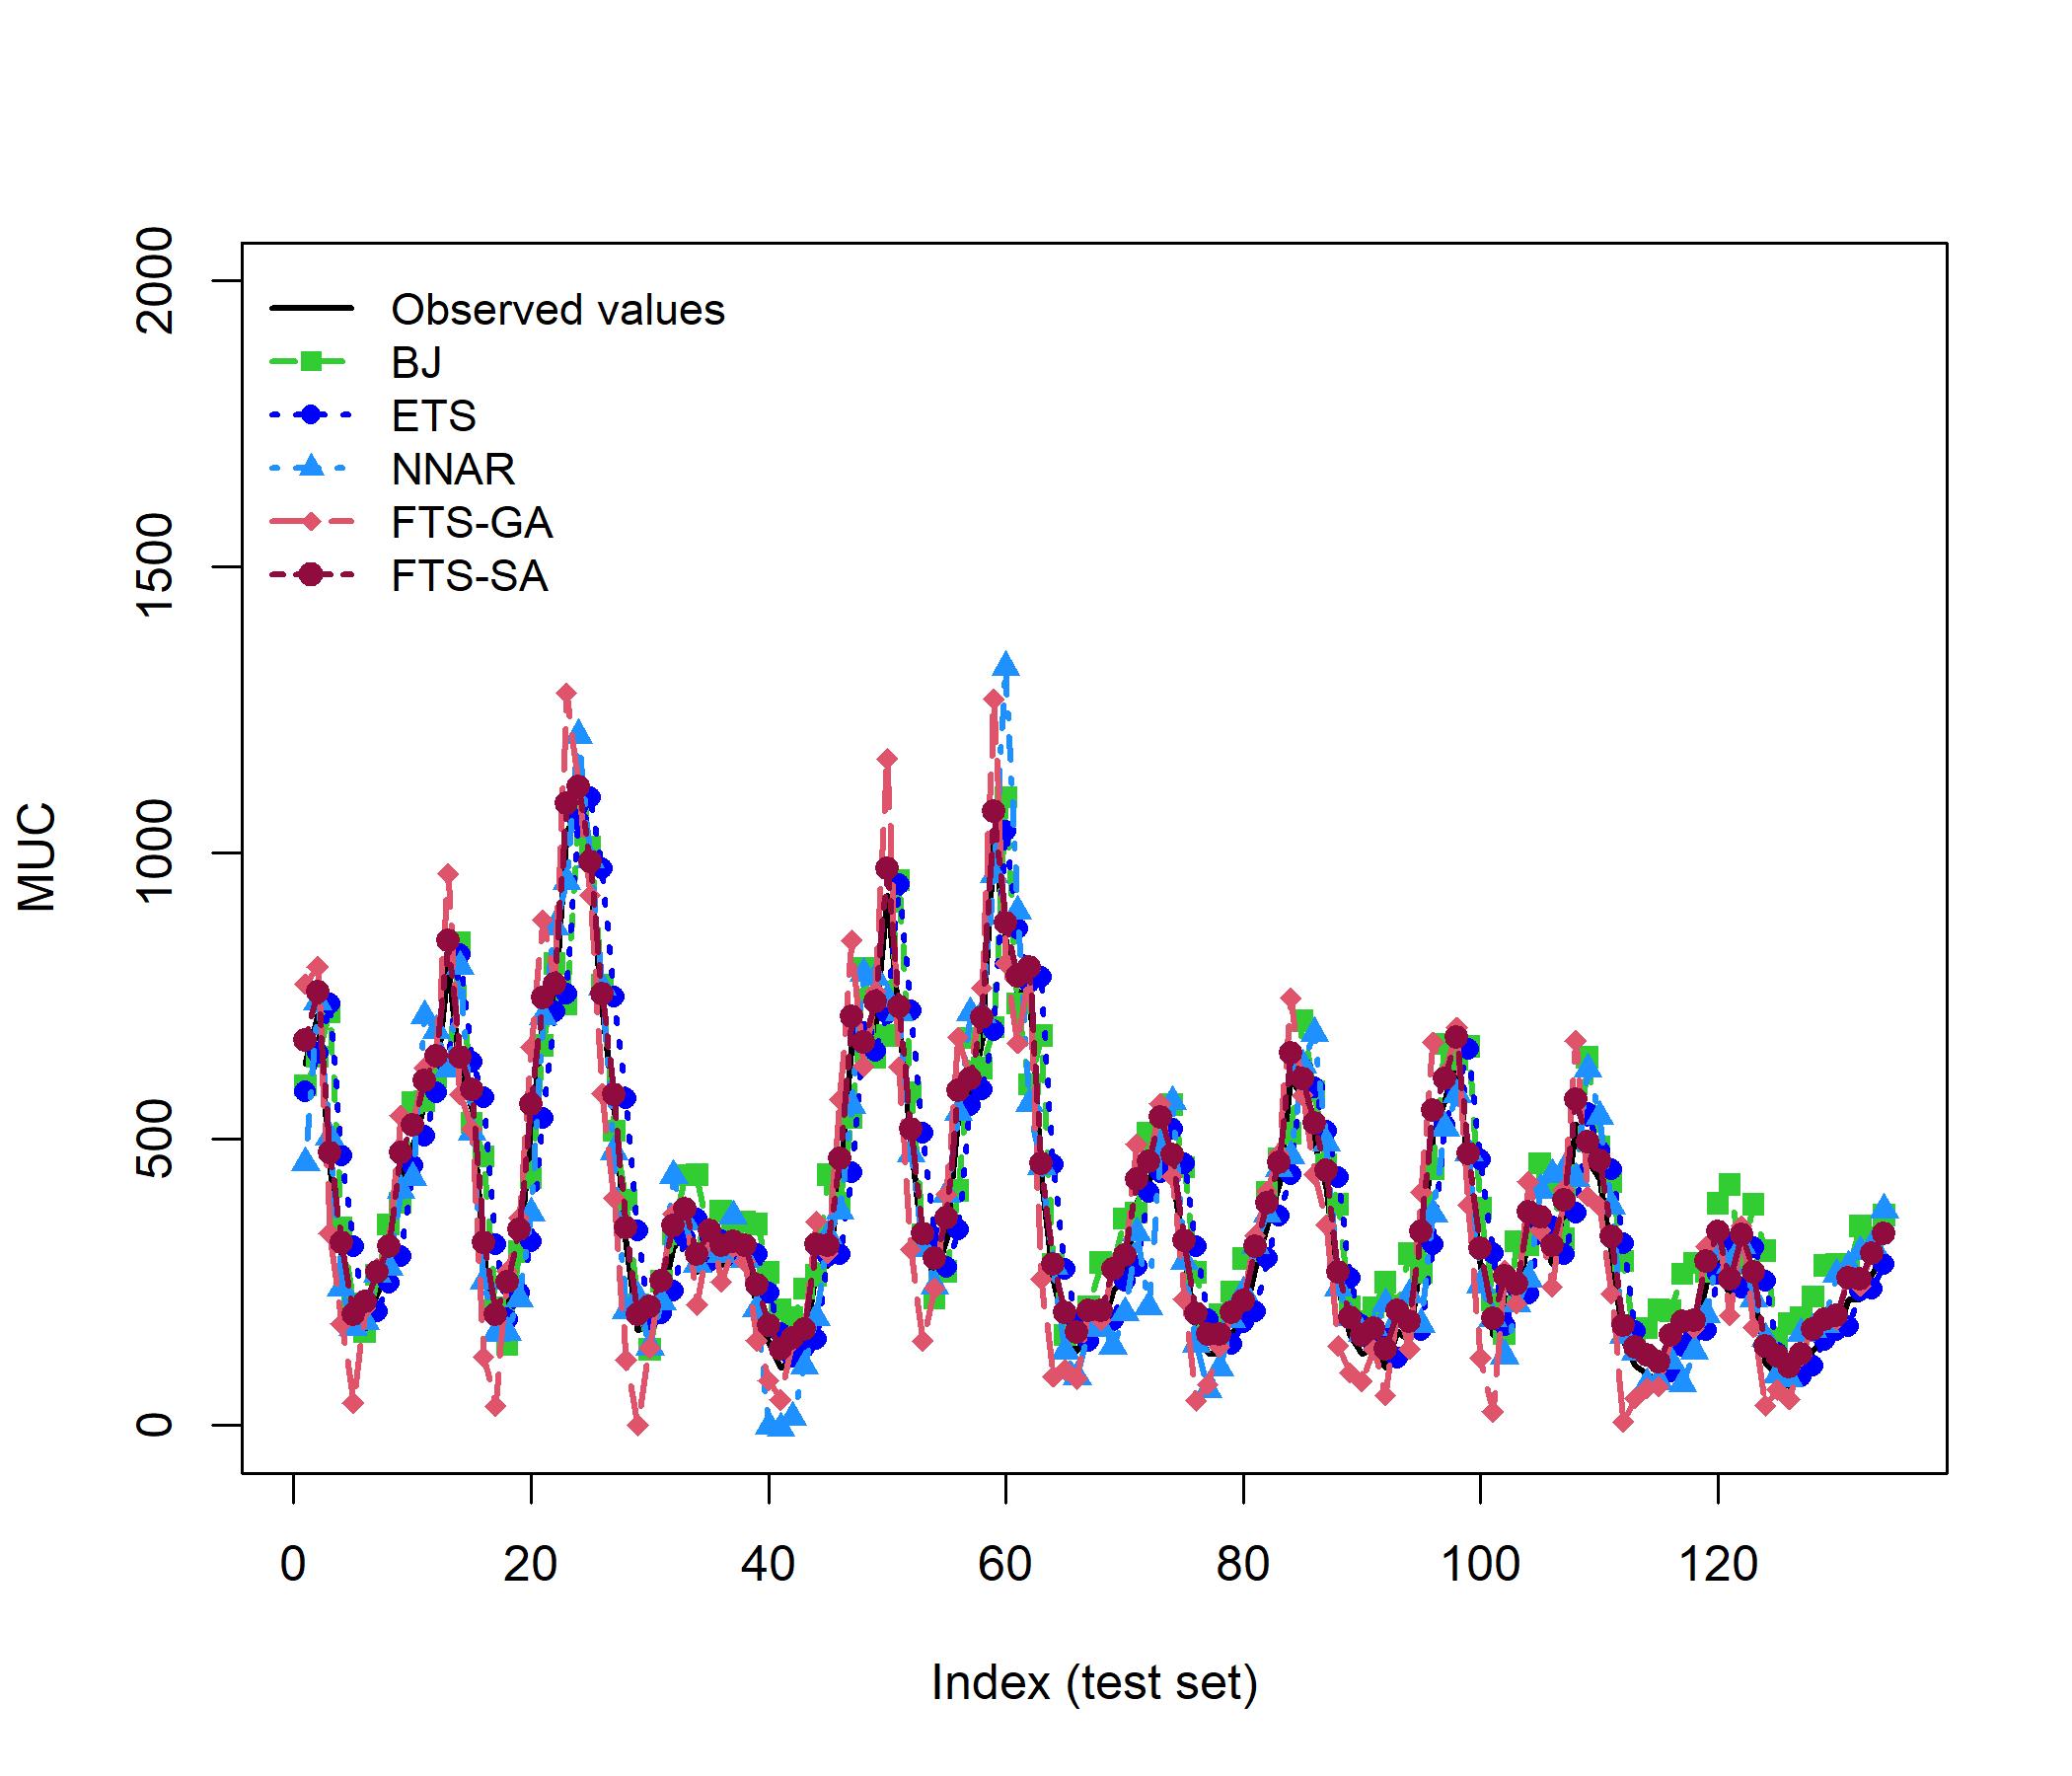 2000
1500
1000
500
0
MUC
Observed values
BJ
ETS
NNAR
FTS-GA
FTS-SA
0 20 40 60 80 100 120
Index (test set)